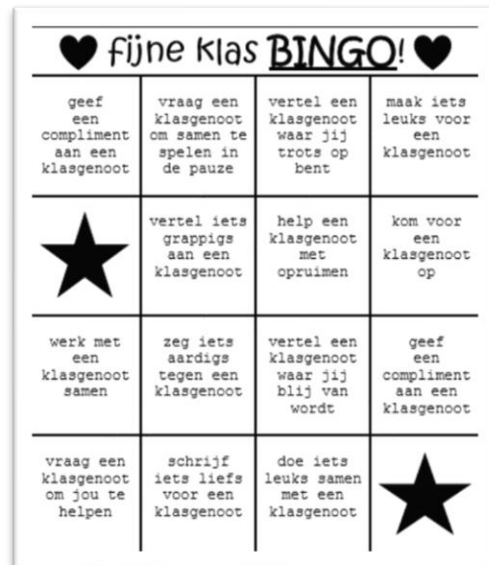 fijne klas BINGO!
geef
een
compliment
aan een
klasgenoot
vraag een
klasgenoot
om samen te
spelen in
de pauze
vertel een
klasgenoot
waar jij
trots op
bent
maak iets
leuks voor
een
klasgenoot
vertel iets
grappigs
aan een
klasgenoot
help een
klasgenoot
met
opruimen
kom voor
een
klasgenoot
op
werk met
een
klasgenoot
samen
zeg iets
aardigs
tegen een
klasgenoot
vertel een
klasgenoot
waar jij
blij van
wordt
geef
een
compliment
aan een
klasgenoot
vraag een
klasgenoot
om jou te
helpen
schrijf
iets liefs
voor een
klasgenoot
doe iets
leuks samen
met een
klasgenoot